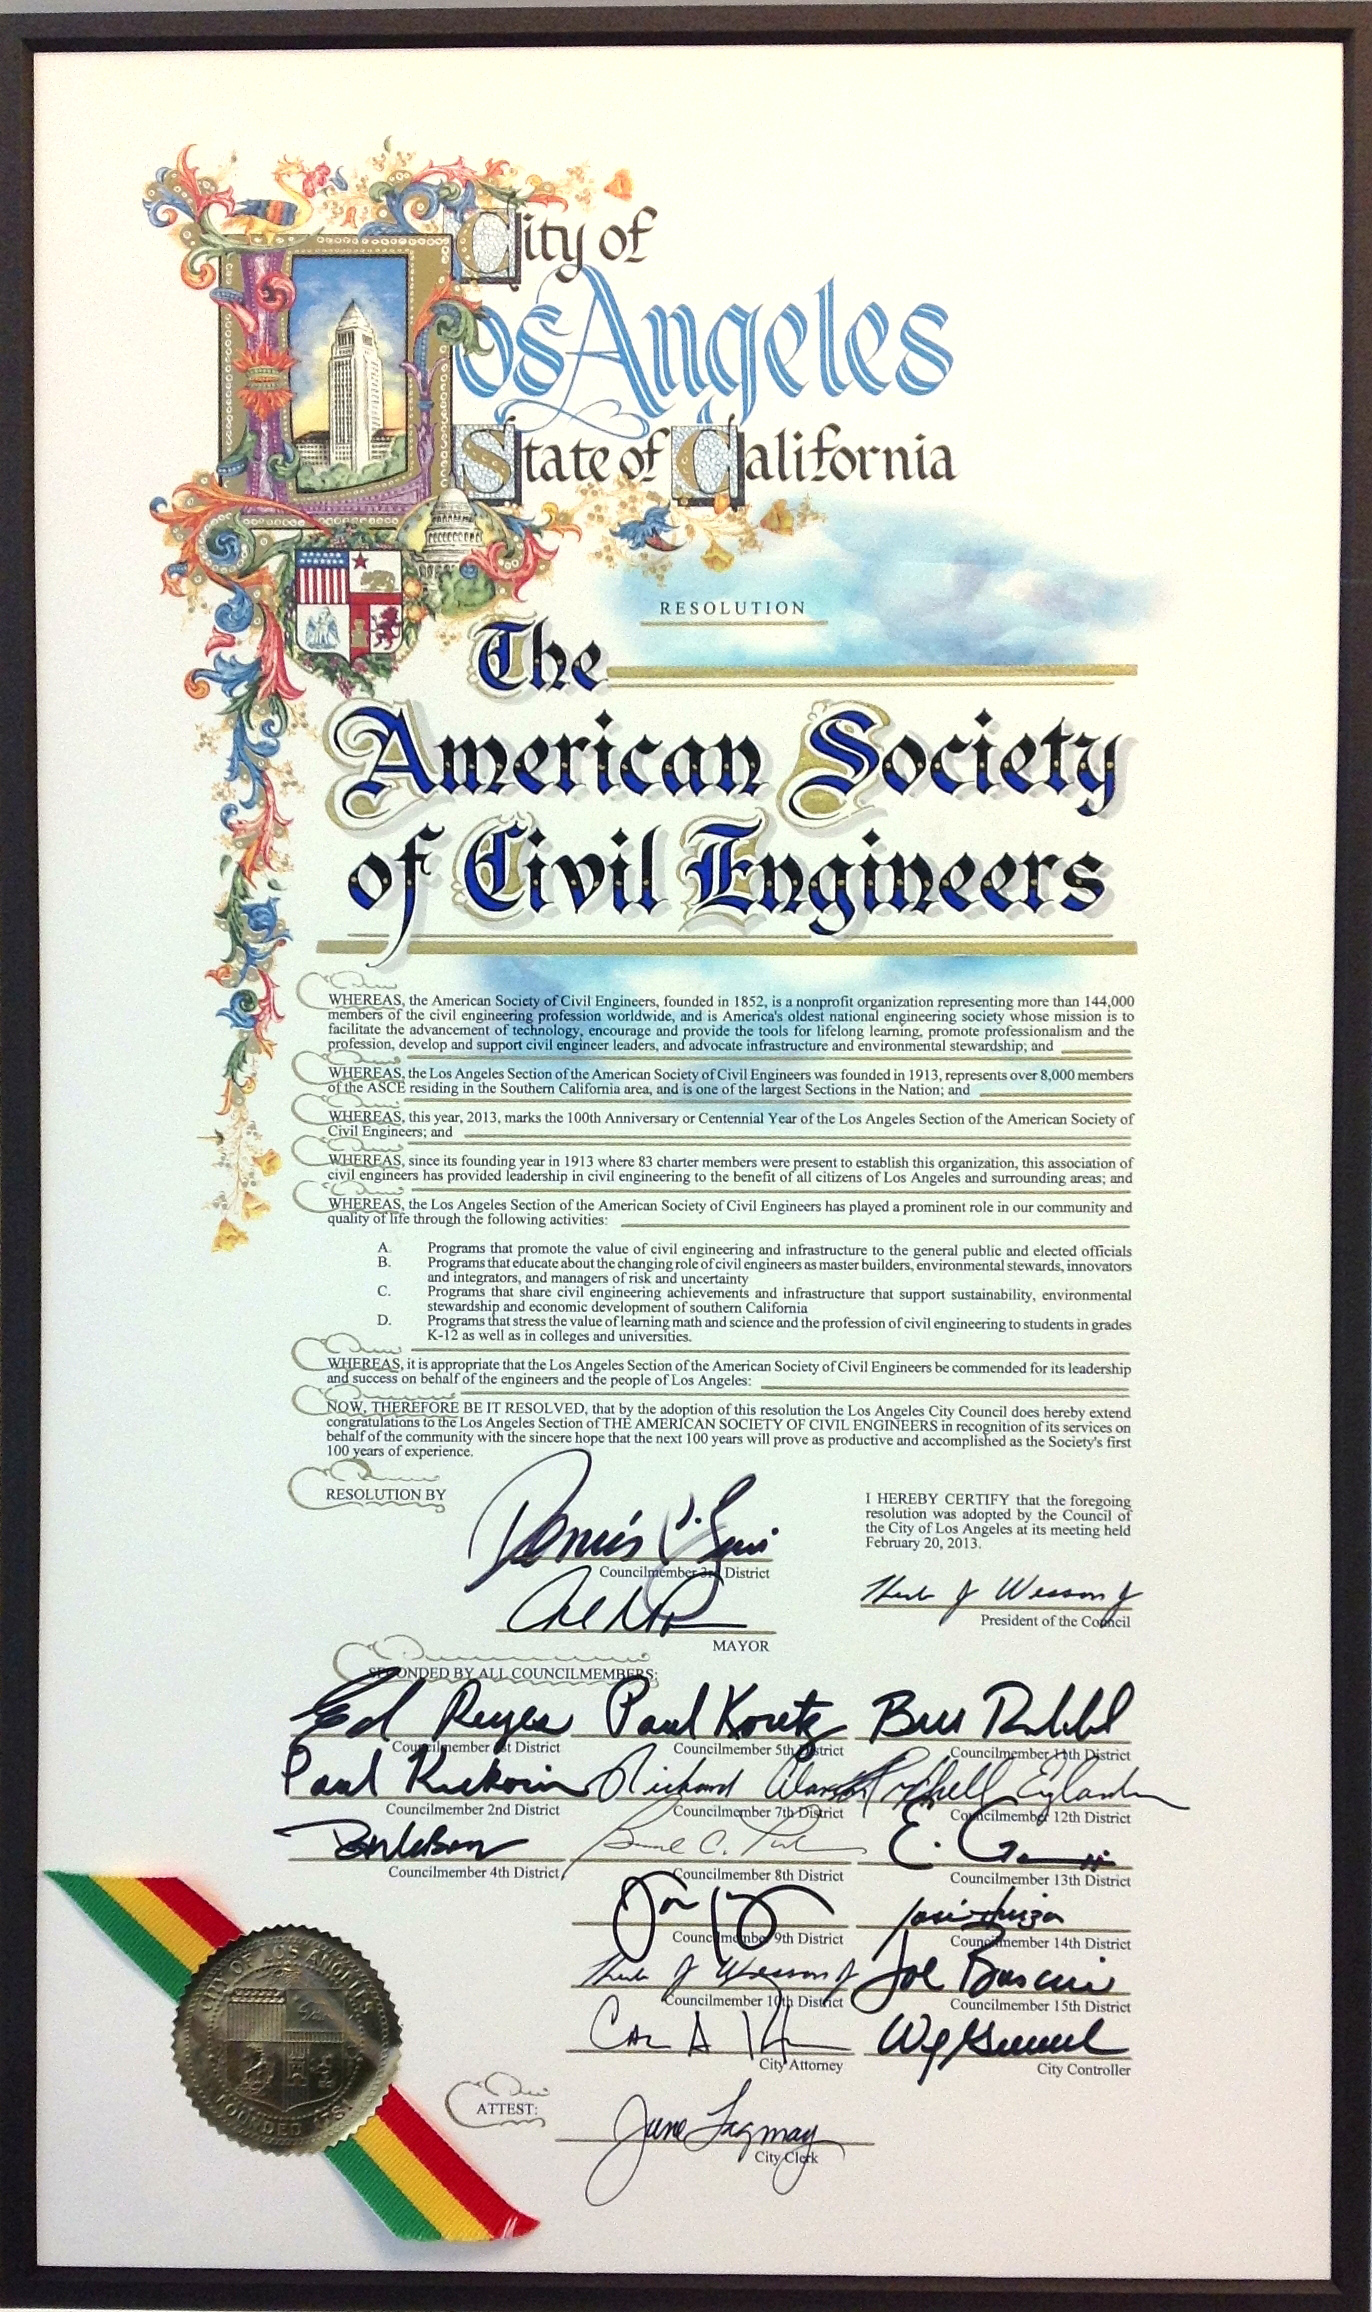 City of
Los Angeles
State of California
RESOLUTION
The
American Society
of Civil Engineers
WHEREAS, the American Society of Civil Engineers, founded in 1852, is a nonprofit organization representing more than 144,000
members of the civil engineering profession worldwide, and is America's oldest national engineering society whose mission is to
facilitate the advancement of technology, encourage and provide the tools for lifelong learning, promote professionalism and the
profession, develop and support civil engineer leaders, and advocate infrastructure and environmental stewardship; and
WHEREAS, the Los Angeles Section of the American Society of Civil Engineers was founded in 1913, represents over 8,000 members
of the ASCE residing in the Southern California area, and is one of the largest Sections in the Nation; and
WHEREAS, this year, 2013, marks the 100th Anniversary or Centennial Year of the Los Angeles Section of the American Society of
Civil Engineers; and
WHEREAS, since its founding year in 1913 where 83 charter members were present to establish this organization, this association of
civil engineers has provided leadership in civil engineering to the benefit of all citizens of Los Angeles and surrounding areas; and
WHEREAS, the Los Angeles Section of the American Society of Civil Engineers has played a prominent role in our community and
quality of life through the following activities:
A. Programs that promote the value of civil engineering and infrastructure to the general public and elected officials
B. Programs that educate about the changing role of civil engineers as master builders, environmental stewards, innovators
and integrators, and managers of risk and uncertainty
C. Programs that share civil engineering achievements and infrastructure that support sustainability, environmental
stewardship and economic development of southern California
D. Programs that stress the value of learning math and science and the profession of civil engineering to students in grades
K-12 as well as in colleges and universities.
WHEREAS, it is appropriate that the Los Angeles Section of the American Society of Civil Engineers be commended for its leadership
and success on behalf of the engineers and the people of Los Angeles:
NOW, THEREFORE BE IT RESOLVED, that by the adoption of this resolution the Los Angeles City Council does hereby extend
congratulations to the Los Angeles Section of THE AMERICAN SOCIETY OF CIVIL ENGINEERS in recognition of its services on
behalf of the community with the sincere hope that the next 100 years will prove as productive and accomplished as the Society's first
100 years of experience.
RESOLUTION BY
Dennis P.
Councilmember 3rd District
MAYOR
I HEREBY CERTIFY that the foregoing
resolution was adopted by the Council of
the City of Los Angeles at its meeting held
February 20, 2013.
Herb J Wesson Jr
President of the Council
SECONDED BY ALL COUNCILMEMBERS:
Ed Reyes Paul Koretz Bill
Councilmember 1st District Councilmember 5th District Councilmember 11th District
Paul Krekorian Richard Alarcon Mitchell Englander
Councilmember 2nd District Councilmember 7th District Councilmember 12th District
Councilmember 4th District Councilmember 8th District Councilmember 13th District
Jan José Huizar
Councilmember 9th District Councilmember 14th District
Herb J Wesson Jr Joe Buscaino
Councilmember 10th District Councilmember 15th District
City Attorney City Controller
ATTEST:
June Lagmay
City Clerk
CITY OF LOS ANGELES
FOUNDED 1781